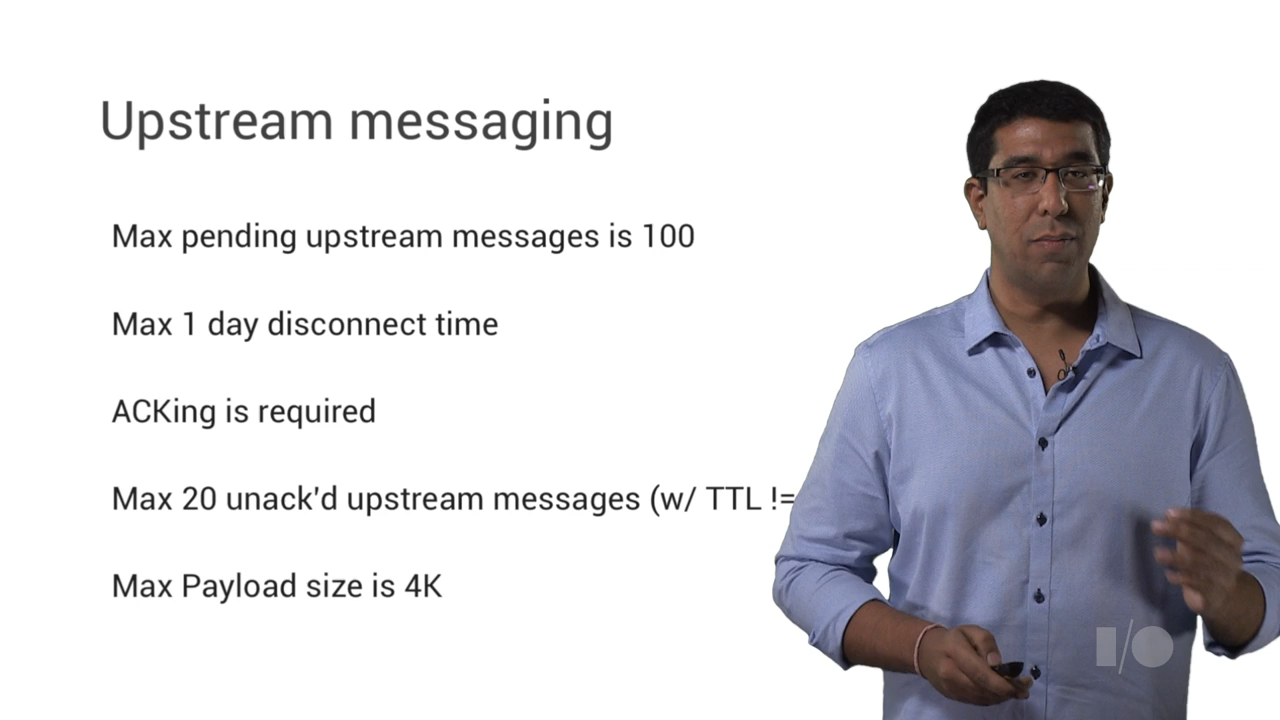 Upstream messaging
Max pending upstream messages is 100
Max 1 day disconnect time
ACKing is required
Max 20 unack'd upstream messages (w/ TTL !=
Max Payload size is 4K
I/O